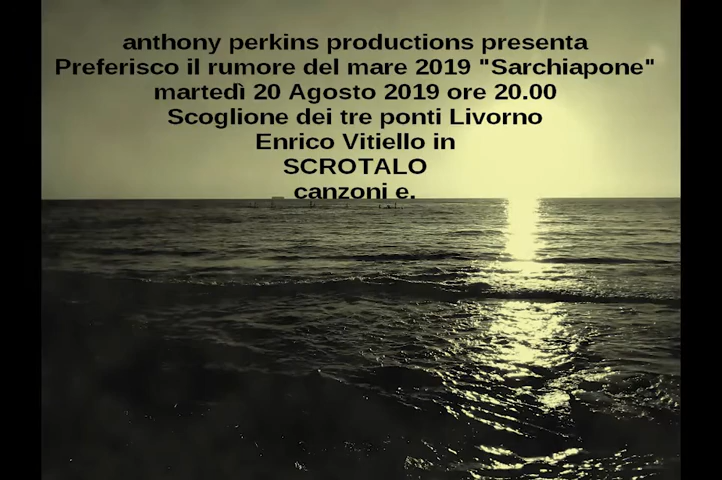 anthony perkins productions presenta
Preferisco il rumore del mare 2019 "Sarchiapone"
martedì 20 Agosto 2019 ore 20.00
Scoglione dei tre ponti Livorno
Enrico Vitiello in
SCROTALO
canzoni e.